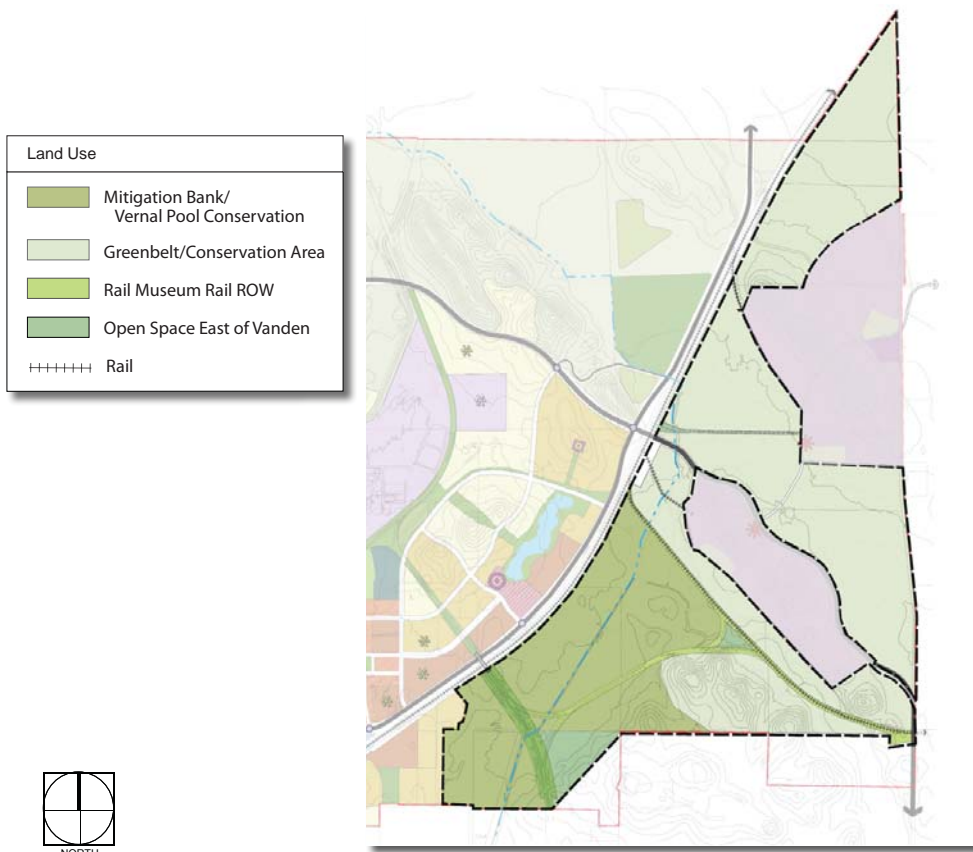 Land Use
Mitigation Bank/
Vernal Pool Conservation
Greenbelt/Conservation Area
Rail Museum Rail ROW
Open Space East of Vanden
Rail
NORTH